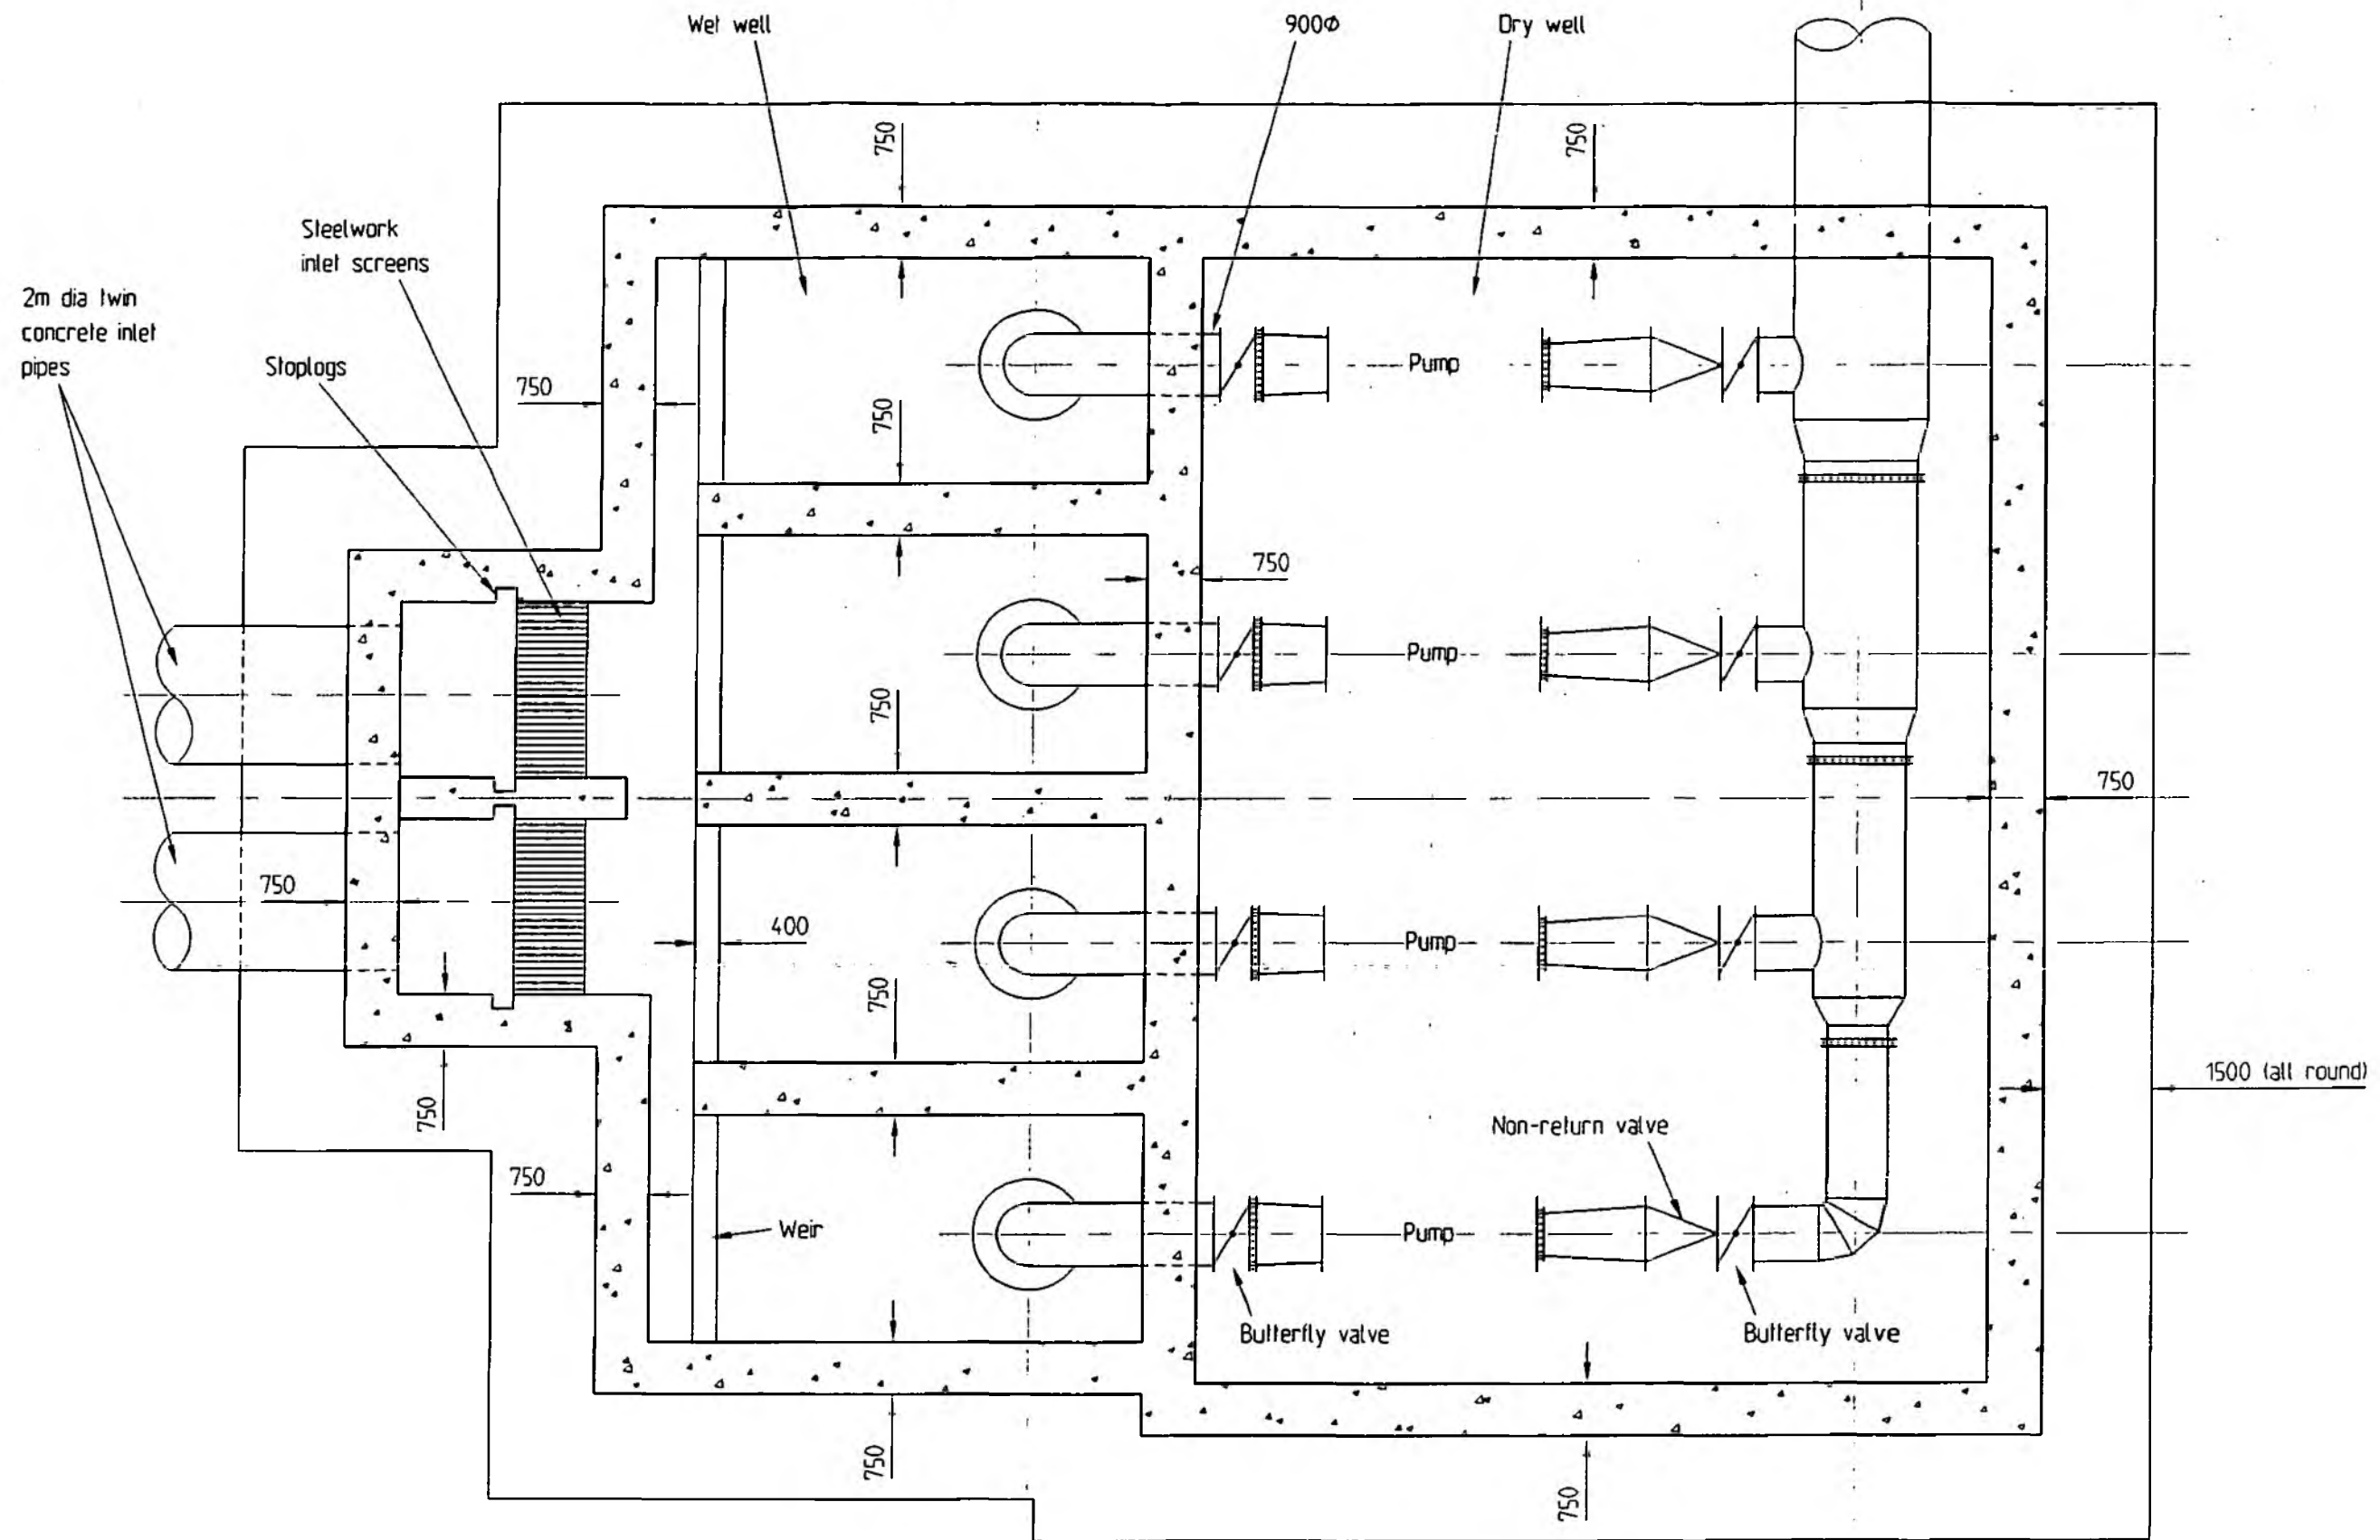 Wet well
900Φ
Dry well
750
750
Steelwork
inlet screens
2m dia twin
concrete inlet
pipes
Stoplogs
750
750
Pump
750
Pump
750
750
750
400
Pump
750
1500 (all round)
750
Non-return valve
750
Weir
Pump
Butterfly valve
Butterfly valve
750
750